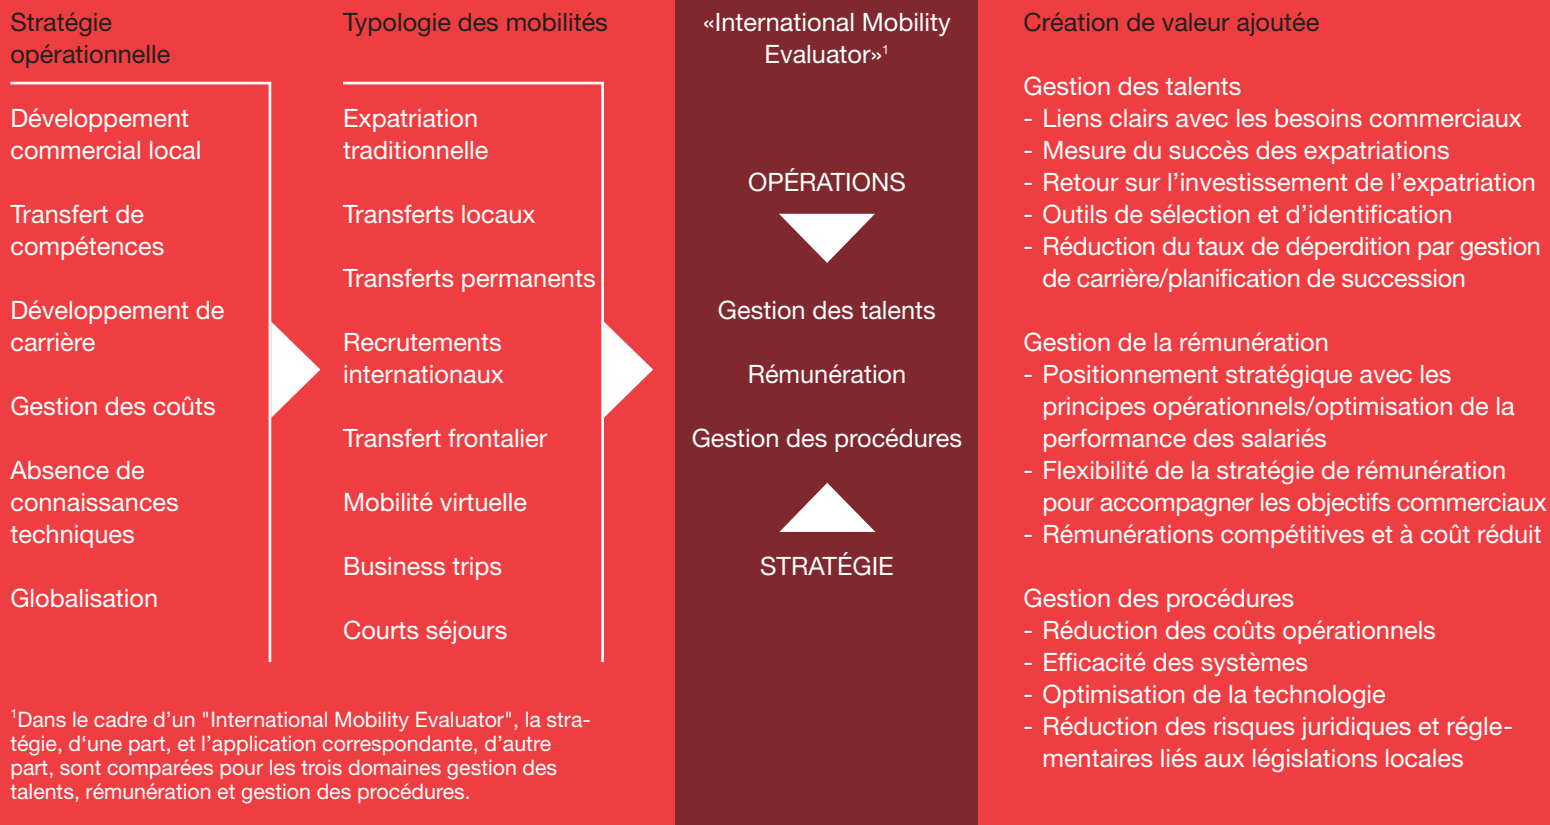 Stratégie
opérationnelle
Développement
commercial local
Transfert de
compétences
Développement de
carrière
Gestion des coûts
Absence de
connaissances
techniques
Globalisation
Typologie des mobilités
Expatriation
traditionnelle
Transferts locaux
Transferts permanents
Recrutements
internationaux
Transfert frontalier
Mobilité virtuelle
Business trips
Courts séjours
«International Mobility
Evaluator»¹
OPÉRATIONS
Gestion des talents
Rémunération
Gestion des procédures
STRATÉGIE
Création de valeur ajoutée
Gestion des talents
- Liens clairs avec les besoins commerciaux
- Mesure du succès des expatriations
- Retour sur l’investissement de l’expatriation
- Outils de sélection et d’identification
- Réduction du taux de déperdition par gestion
de carrière/planification de succession
Gestion de la rémunération
- Positionnement stratégique avec les
principes opérationnels/optimisation de la
performance des salariés
- Flexibilité de la stratégie de rémunération
pour accompagner les objectifs commerciaux
- Rémunérations compétitives et à coût réduit
Gestion des procédures
- Réduction des coûts opérationnels
- Efficacité des systèmes
- Optimisation de la technologie
- Réduction des risques juridiques et régle-
mentaires liés aux législations locales
¹Dans le cadre d’un "International Mobility Evaluator", la stra-
tégie, d‘une part, et l’application correspondante, d’autre
part, sont comparées pour les trois domaines gestion des
talents, rémunération et gestion des procédures.